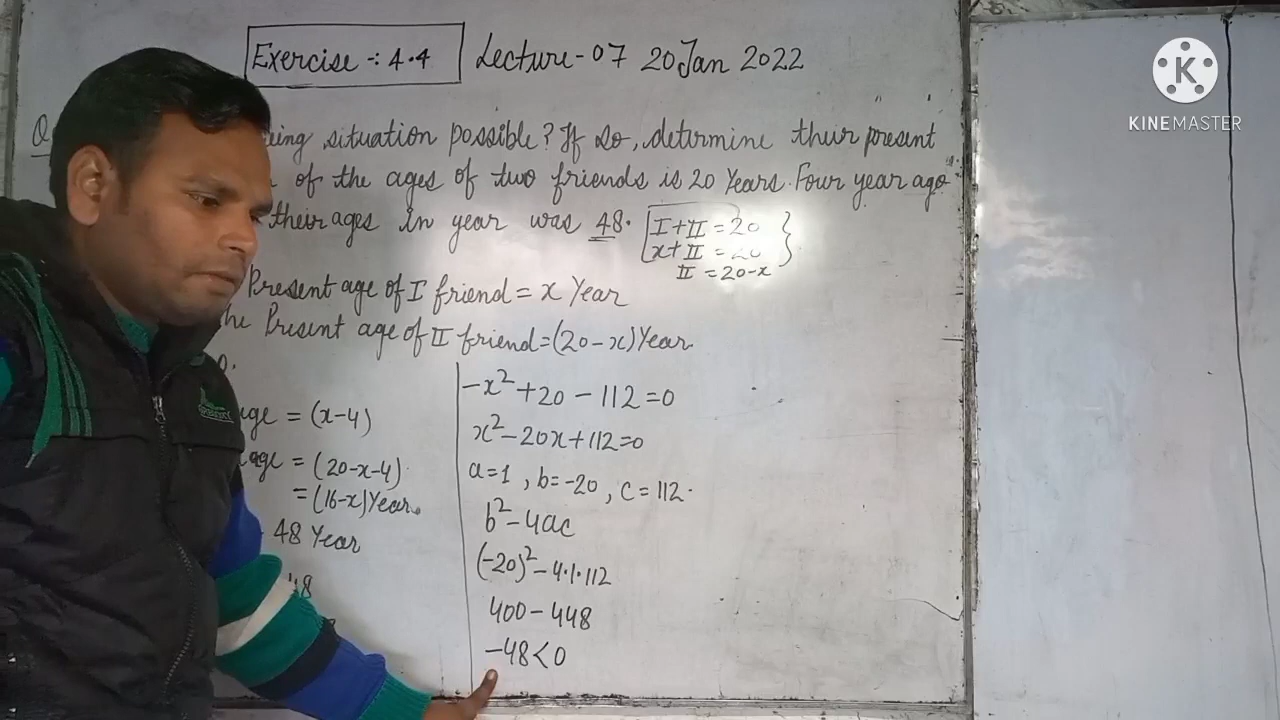 Exercise -: 4.4 Lecture-07 20 Jan 2022
KINEMASTER
Q situation possible? If so, determine thuir present
of the ages of two friends is 20 Years. Four year ago
their ages in year was 48.
I+II=20
x+II=20
II=20-x
Present age of I friend = x Year
he Present age of II friend=(20-x)Year.
age = (x-4)
age = (20-x-4)
=(16-x)Year.
48 Year
48
-x²+20-112=0
x²-20x+112=0
a=1, b=-20, c=112.
b²-4ac
(-20)²-4.1.112
400-448
-48<0